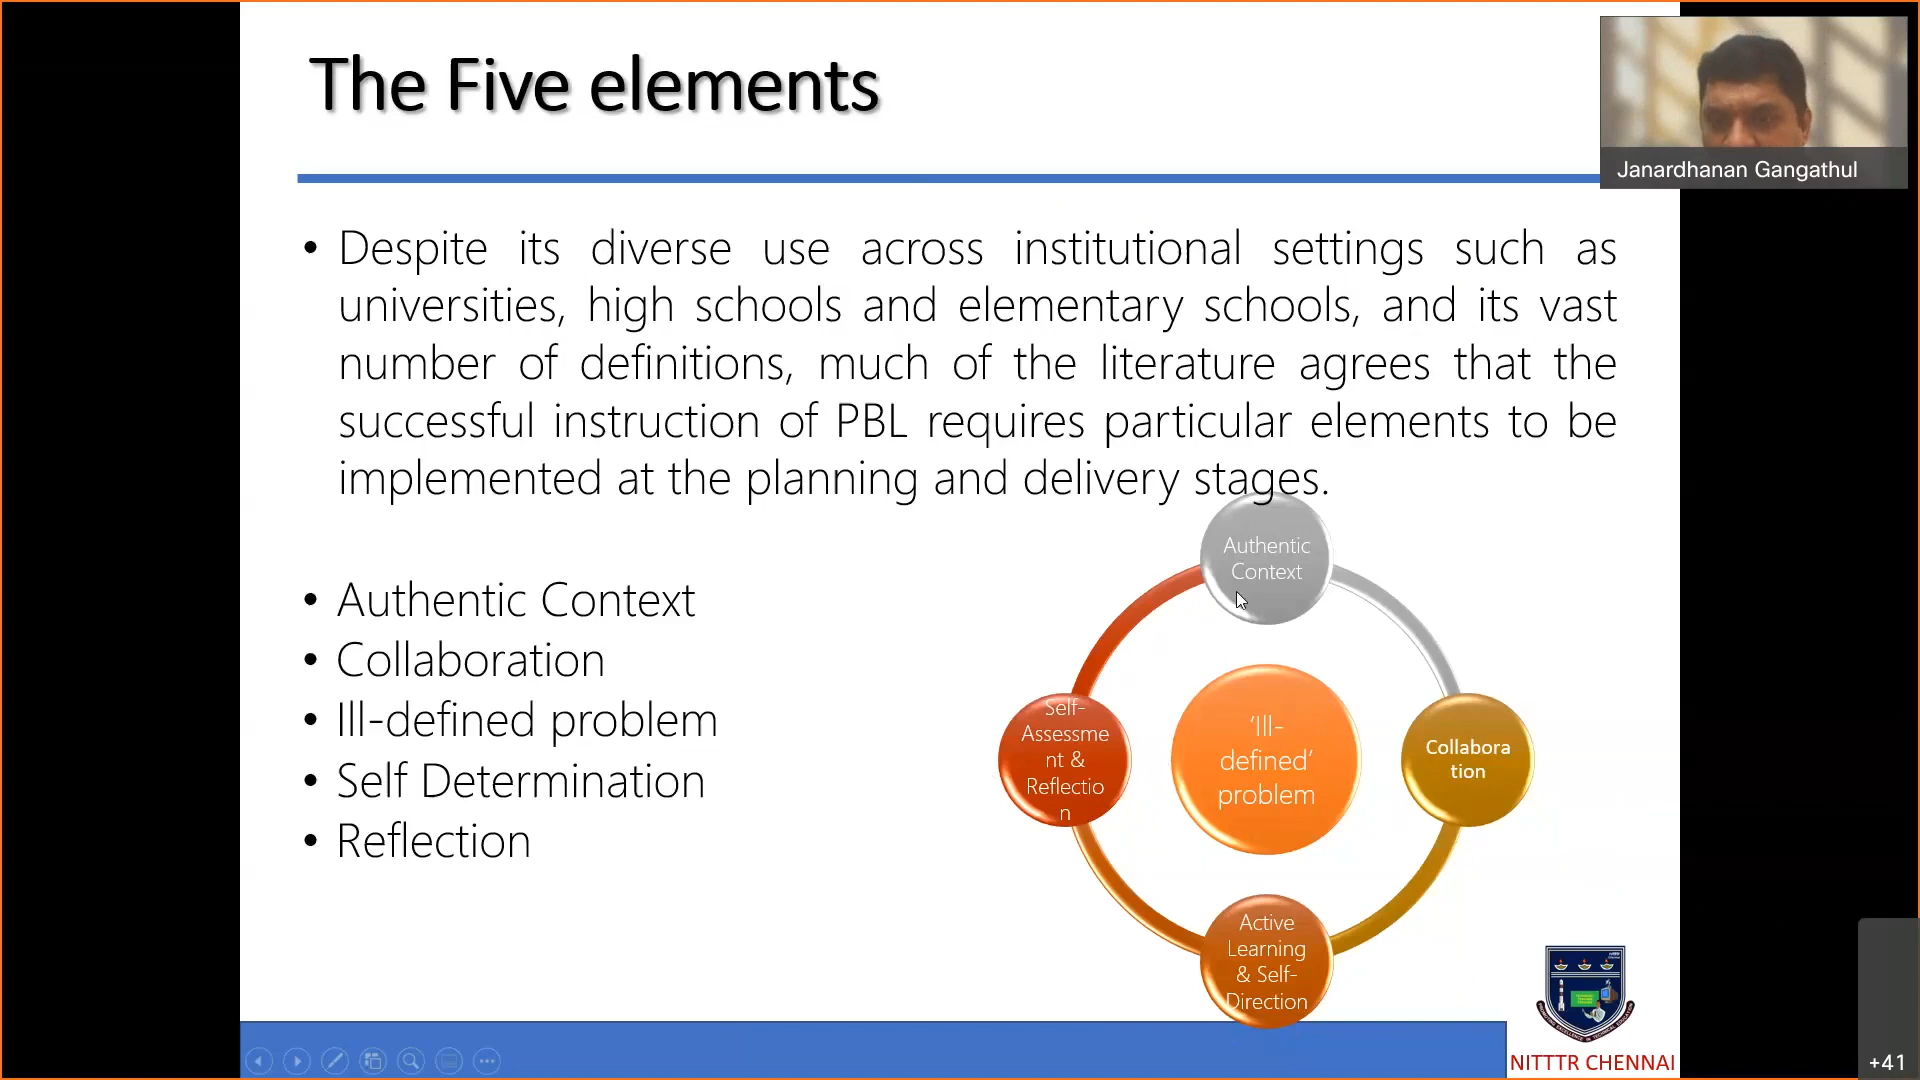 The Five elements
Janardhanan Gangathul
• Despite its diverse use across institutional settings such as
universities, high schools and elementary schools, and its vast
number of definitions, much of the literature agrees that the
successful instruction of PBL requires particular elements to be
implemented at the planning and delivery stages.
• Authentic Context
• Collaboration
• Ill-defined problem
• Self Determination
• Reflection
Authentic
Context
Self-
Assessme
nt &
Reflectio
n
‘Ill-
defined’
problem
Collabora
tion
Active
Learning
& Self-
Direction
NITTTR CHENNAI
+41